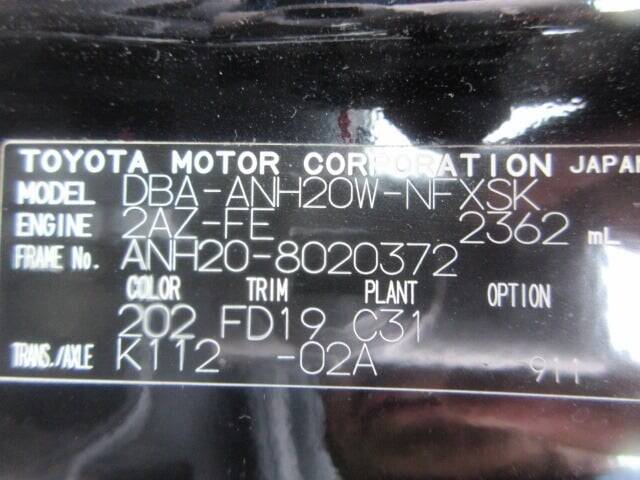 TOYOTA MOTOR CORPORATION JAPAN
MODEL DBA-ANH20W-NFXSK
ENGINE 2AZ-FE 2362 mL
FRAME No. ANH20-8020372
COLOR TRIM PLANT OPTION
202 FD19 C31
TRANS./AXLE K112 -02A 911